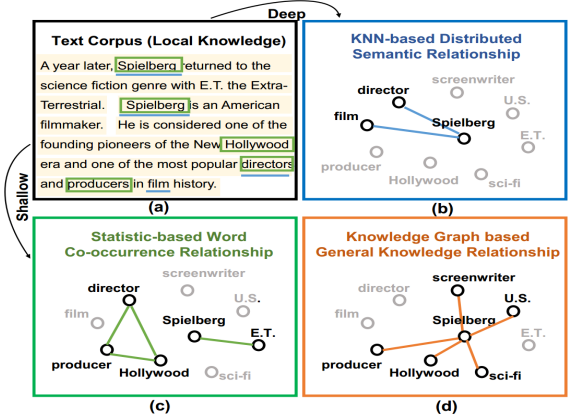 Deep
Text Corpus (Local Knowledge)
A year later, Spielberg returned to the
science fiction genre with E.T. the Extra-
Terrestrial. Spielberg is an American
filmmaker. He is considered one of the
founding pioneers of the New Hollywood
era and one of the most popular directors
and producers in film history.
(a)
Shallow
KNN-based Distributed
Semantic Relationship
screenwriter
director
U.S.
film
Spielberg
E.T.
producer
Hollywood
sci-fi
(b)
Statistic-based Word
Co-occurrence Relationship
screenwriter
director
U.S.
film
Spielberg
E.T.
producer
Hollywood
sci-fi
(c)
Knowledge Graph based
General Knowledge Relationship
screenwriter
director
U.S.
film
Spielberg
E.T.
producer
Hollywood
sci-fi
(d)